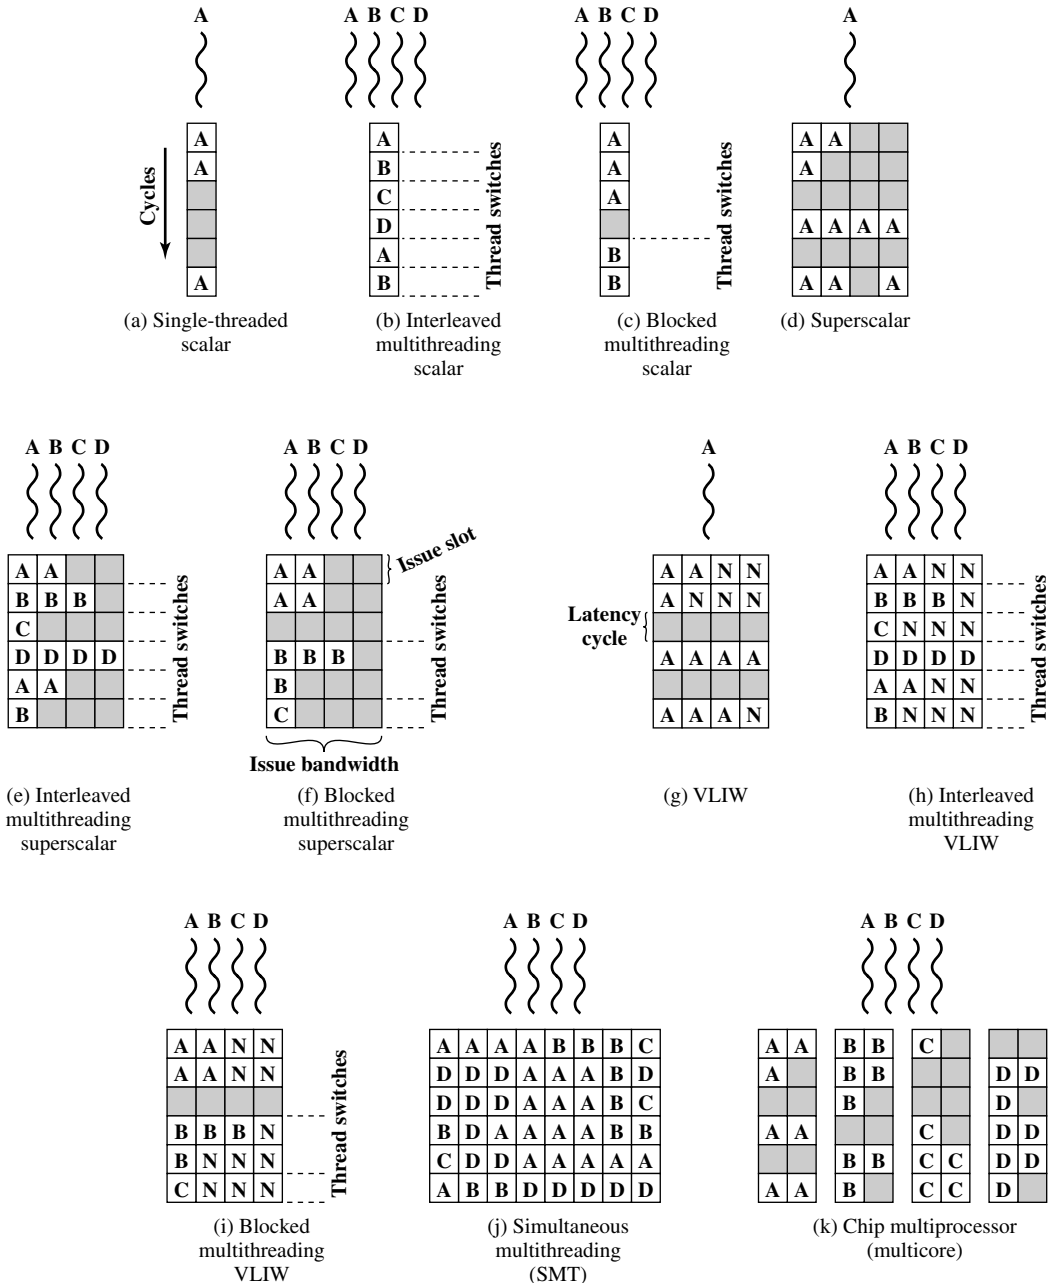 A
A B C D
A B C D
A
Cycles
A
A
A
A
B
C
D
A
B
Thread switches
A
A
A
B
B
Thread switches
A A
A
A A A A
A A A
(a) Single-threaded
scalar
(b) Interleaved
multithreading
scalar
(c) Blocked
multithreading
scalar
(d) Superscalar
A B C D
A B C D
A
A B C D
A A
B B B
C
D D D D
A A
B
Thread switches
A A
A A
B B B
B
C
Issue slot
Thread switches
Issue bandwidth
Latency
cycle
A A N N
A N N N
A A A A
A A A N
A A N N
B B B N
C N N N
D D D D
A A N N
B N N N
Thread switches
(e) Interleaved
multithreading
superscalar
(f) Blocked
multithreading
superscalar
(g) VLIW
(h) Interleaved
multithreading
VLIW
A B C D
A B C D
A B C D
A A N N
A A N N
B B B N
B N N N
C N N N
Thread switches
A A A A B B B C
D D D A A A B D
D D D A A A B C
B D A A A A B B
C D D A A A A A
A B B D D D D D
A A
A
A A
A A
B B
B B
B
B B
B
C
C
C C
C C
D D
D
D D
D D
D
(i) Blocked
multithreading
VLIW
(j) Simultaneous
multithreading
(SMT)
(k) Chip multiprocessor
(multicore)